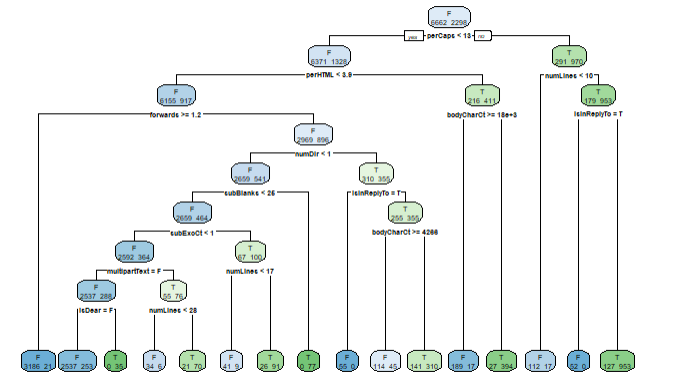 F
6662 2298
yes perCaps < 13 no
F
6371 1328
T
291 970
perHTML < 3.9
numLines < 10
F
6155 917
T
216 411
T
179 953
forwards >= 1.2
bodyCharCt >= 18e+3
isInReplyTo = T
F
2969 896
numDir < 1
F
2659 541
T
310 355
subBlanks < 25
isInReplyTo = T
F
2659 464
T
255 355
subExcCt < 1
bodyCharCt >= 4266
F
2592 364
T
67 100
multipartText = F
numLines < 17
F
2537 288
T
55 76
isDear = F
numLines < 28
F F T F T F T T F F T F T F F T
3186 21 2537 253 0 35 34 6 21 70 41 9 26 91 0 77 55 0 114 45 141 310 189 17 27 394 112 17 52 0 127 953